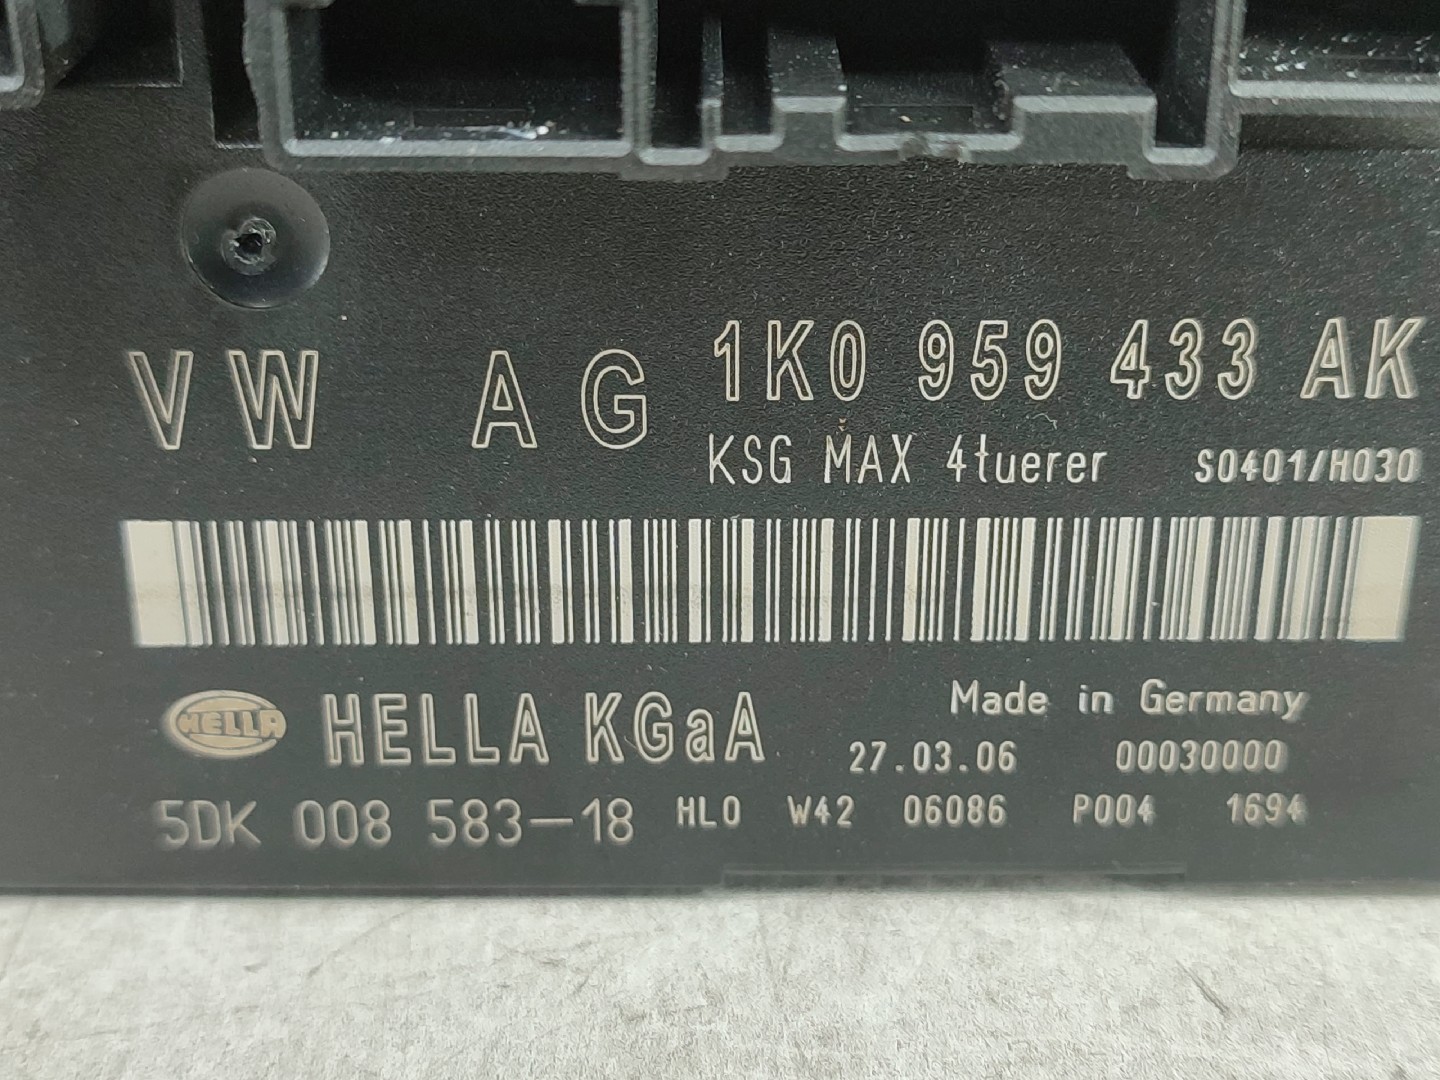 VW AG 1K0 959 433 AK
KSG MAX 4tuerer S0401/H030
HELLA HELLA KGaA Made in Germany
27.03.06 00030000
5DK 008 583-18 HLO W42 06086 P004 1694